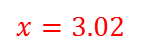 x = 3.02